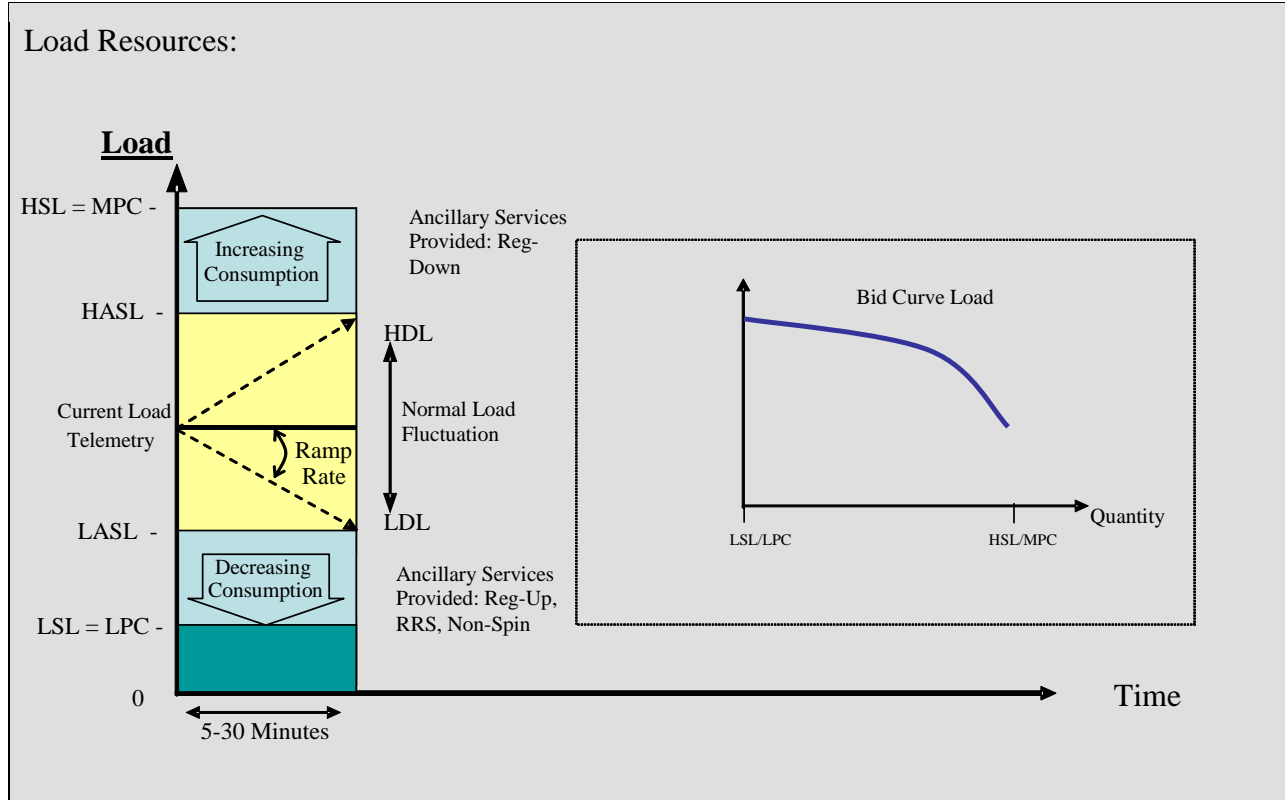 Load Resources:
Load
HSL = MPC -
Increasing
Consumption
Ancillary Services
Provided: Reg-
Down
HASL -
HDL
Current Load
Telemetry
Normal Load
Fluctuation
Ramp
Rate
LASL -
LDL
Decreasing
Consumption
Ancillary Services
Provided: Reg-Up,
RRS, Non-Spin
LSL = LPC -
0
5-30 Minutes
Time
Bid Curve Load
Quantity
LSL/LPC
HSL/MPC